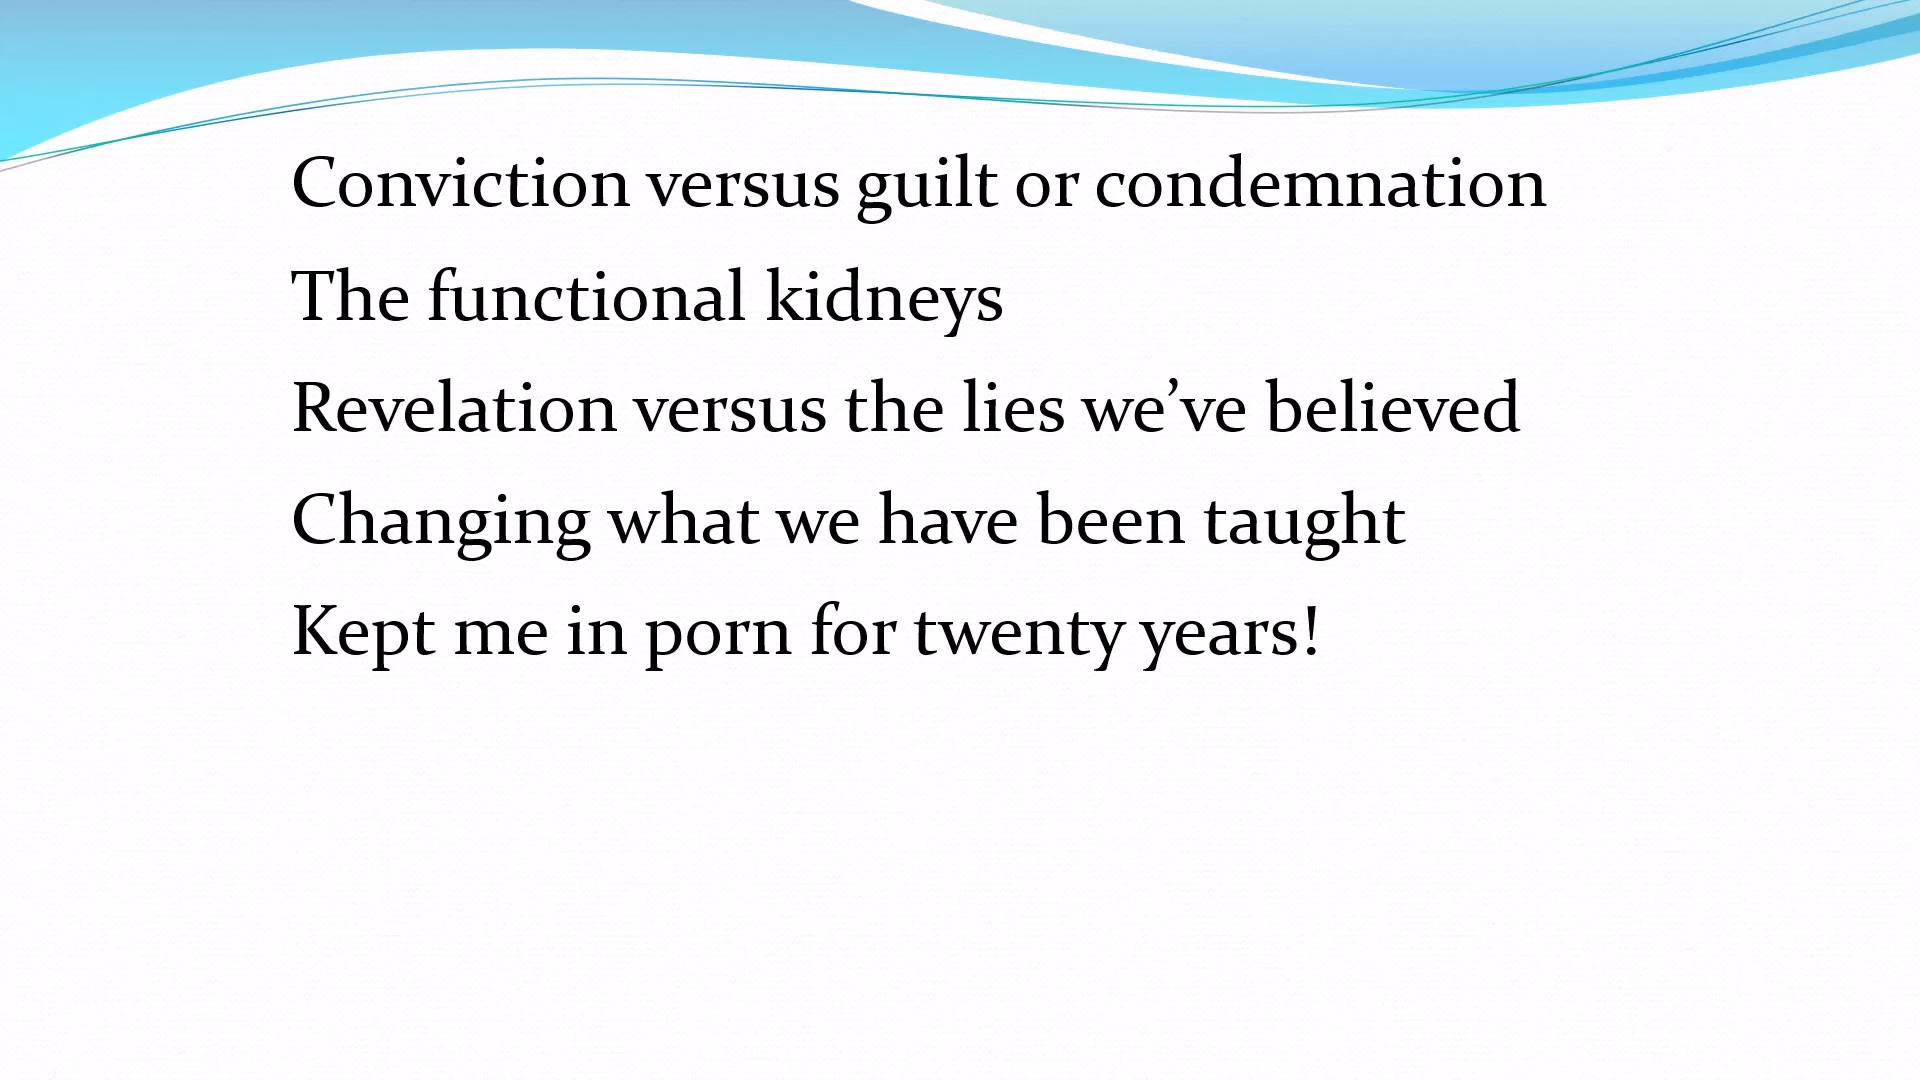 Conviction versus guilt or condemnation
The functional kidneys
Revelation versus the lies we’ve believed
Changing what we have been taught
Kept me in porn for twenty years!